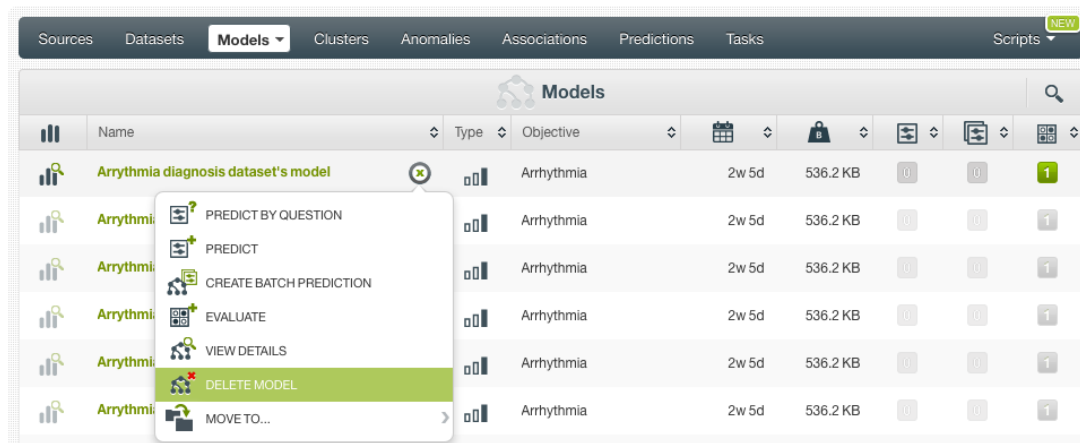 NEW
Sources Datasets Models Clusters Anomalies Associations Predictions Tasks Scripts
Models
Name Type Objective B
Arrythmia diagnosis dataset's model Arrhythmia 2w 5d 536.2 KB 0 0 1
PREDICT BY QUESTION
Arrythmi Arrhythmia 2w 5d 536.2 KB 0 0 1
PREDICT
Arrythmi Arrhythmia 2w 5d 536.2 KB 0 0 1
CREATE BATCH PREDICTION
Arrythmi Arrhythmia 2w 5d 536.2 KB 0 0 1
EVALUATE
VIEW DETAILS
Arrythmi Arrhythmia 2w 5d 536.2 KB 0 0 1
DELETE MODEL
Arrythmi Arrhythmia 2w 5d 536.2 KB 0 0 1
MOVE TO...